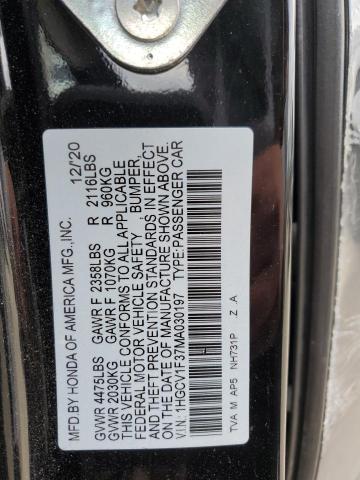 MFD.BY HONDA OF AMERICA MFG.,INC. 12/20
GVWR 4475LBS GAWR F 2358LBS R 2116LBS
GVWR 2030KG GAWR F 1070KG R 960KG
THIS VEHICLE CONFORMS TO ALL APPLICABLE
FEDERAL MOTOR VEHICLE SAFETY, BUMPER,
AND THEFT PREVENTION STANDARDS IN EFFECT
ON THE DATE OF MANUFACTURE SHOWN ABOVE.
V.I.N.: 1HGCV1F37MA030197 TYPE:PASSENGER CAR
TVA M AP5 NH731P Z .A